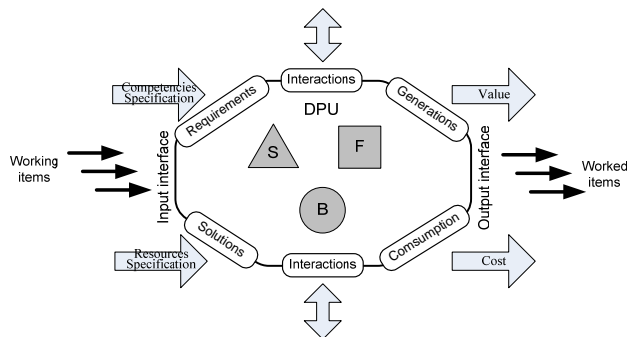 Competencies
Specification
Requirements
Interactions
DPU
Generations
Value
Working
items
Input interface
S
F
B
Output interface
Worked
items
Resources
Specification
Solutions
Interactions
Comsumption
Cost